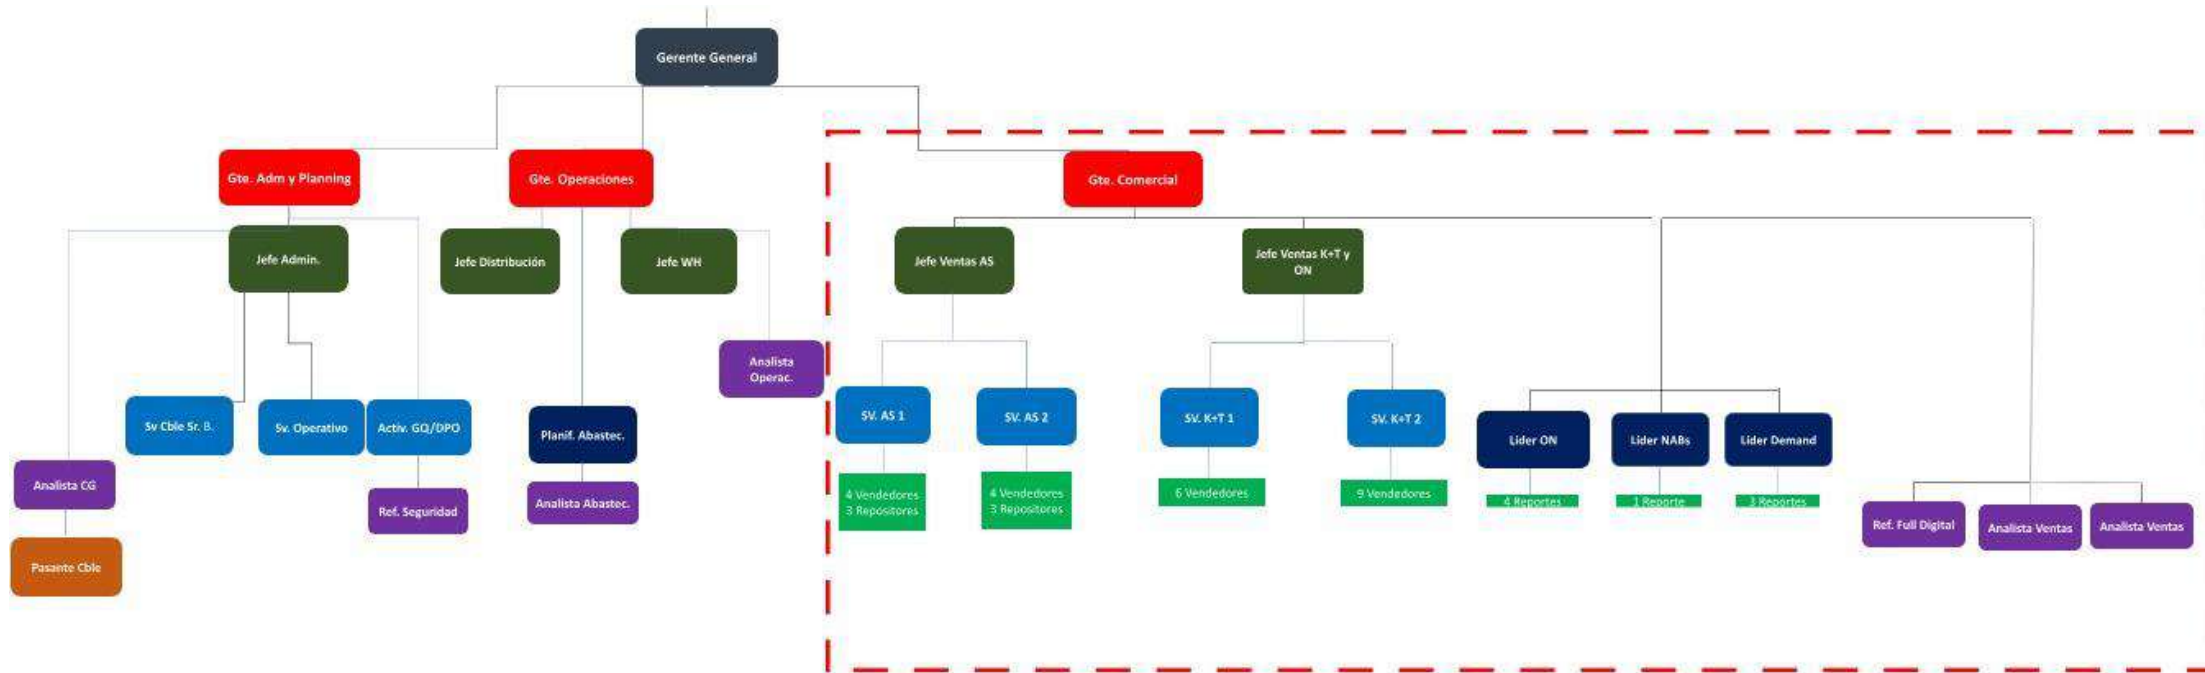 Gerente General
Gte. Adm y Planning
Gte. Operaciones
Gte. Comercial
Jefe Admin.
Jefe Distribución
Jefe WH
Jefe Ventas AS
Jefe Ventas K+T y
ON
Analista
Operac.
Sv Cble Sr. B.
Sv. Operativo
Activ. GQ/DPO
Planif. Abastec.
SV. AS 1
SV. AS 2
SV. K+T 1
SV. K+T 2
Lider ON
Lider NABs
Lider Demand
Analista CG
Ref. Seguridad
Analista Abastec.
4 Vendedores
3 Repositores
4 Vendedores
3 Repositores
6 Vendedores
9 Vendedores
4 Reportes
1 Reporte
3 Reportes
Ref. Full Digital
Analista Ventas
Analista Ventas
Pasante Cble